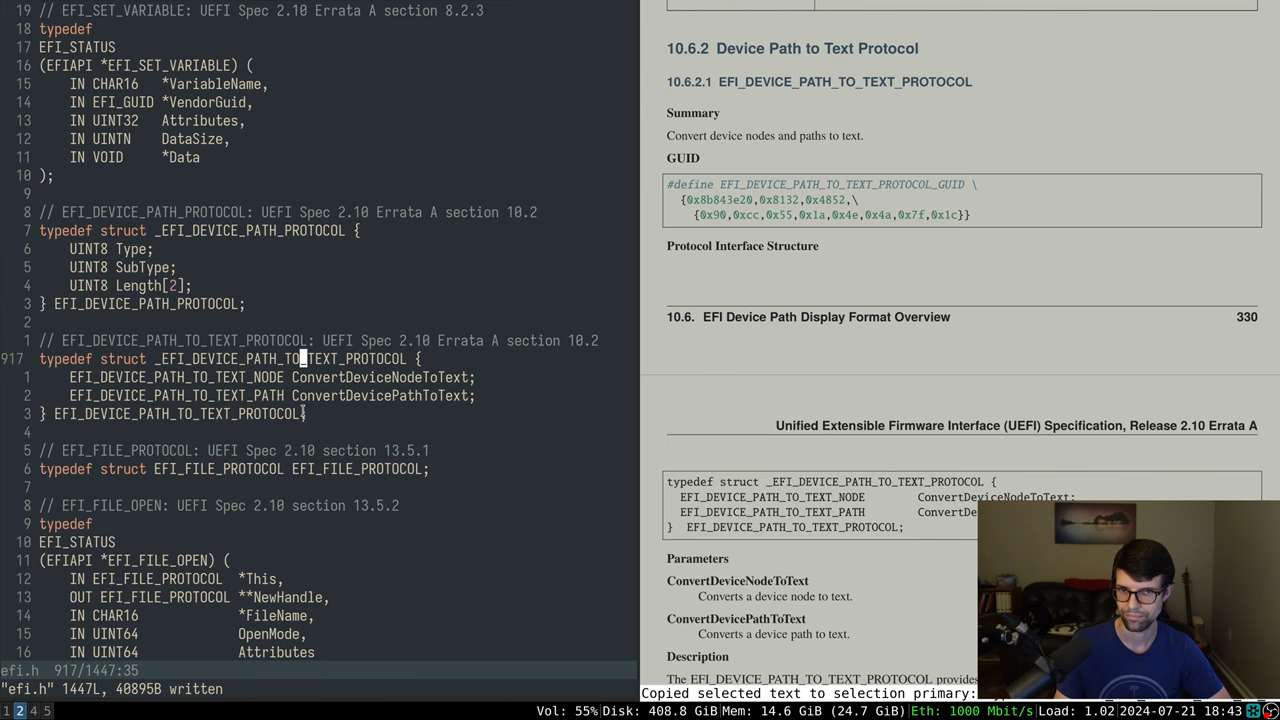 19 // EFI_SET_VARIABLE: UEFI Spec 2.10 Errata A section 8.2.3
18 typedef
17 EFI_STATUS
16 (EFIAPI *EFI_SET_VARIABLE) (
15     IN CHAR16   *VariableName,
14     IN EFI_GUID *VendorGuid,
13     IN UINT32   Attributes,
12     IN UINTN    DataSize,
11     IN VOID     *Data
10 );
9
8 // EFI_DEVICE_PATH_PROTOCOL: UEFI Spec 2.10 Errata A section 10.2
7 typedef struct _EFI_DEVICE_PATH_PROTOCOL {
6     UINT8 Type;
5     UINT8 SubType;
4     UINT8 Length[2];
3 } EFI_DEVICE_PATH_PROTOCOL;
2
1 // EFI_DEVICE_PATH_TO_TEXT_PROTOCOL: UEFI Spec 2.10 Errata A section 10.2
917 typedef struct _EFI_DEVICE_PATH_TO_TEXT_PROTOCOL {
1     EFI_DEVICE_PATH_TO_TEXT_NODE ConvertDeviceNodeToText;
2     EFI_DEVICE_PATH_TO_TEXT_PATH ConvertDevicePathToText;
3 } EFI_DEVICE_PATH_TO_TEXT_PROTOCOL;
4
5 // EFI_FILE_PROTOCOL: UEFI Spec 2.10 section 13.5.1
6 typedef struct EFI_FILE_PROTOCOL EFI_FILE_PROTOCOL;
7
8 // EFI_FILE_OPEN: UEFI Spec 2.10 section 13.5.2
9 typedef
10 EFI_STATUS
11 (EFIAPI *EFI_FILE_OPEN) (
12     IN EFI_FILE_PROTOCOL  *This,
13     OUT EFI_FILE_PROTOCOL **NewHandle,
14     IN CHAR16             *FileName,
15     IN UINT64             OpenMode,
16     IN UINT64             Attributes
efi.h  917/1447:35
"efi.h" 1447L, 40895B written
10.6.2 Device Path to Text Protocol
10.6.2.1 EFI_DEVICE_PATH_TO_TEXT_PROTOCOL
Summary
Convert device nodes and paths to text.
GUID
#define EFI_DEVICE_PATH_TO_TEXT_PROTOCOL_GUID \
{0x8b843e20,0x8132,0x4852,\
{0x90,0xcc,0x55,0x1a,0x4e,0x4a,0x7f,0x1c}}
Protocol Interface Structure
10.6. EFI Device Path Display Format Overview 330
Unified Extensible Firmware Interface (UEFI) Specification, Release 2.10 Errata A
typedef struct _EFI_DEVICE_PATH_TO_TEXT_PROTOCOL {
EFI_DEVICE_PATH_TO_TEXT_NODE ConvertDeviceNodeToText;
EFI_DEVICE_PATH_TO_TEXT_PATH
} EFI_DEVICE_PATH_TO_TEXT_PROTOCOL;
Parameters
ConvertDeviceNodeToText
Converts a device node to text.
ConvertDevicePathToText
Converts a device path to text.
Description
The EFI_DEVICE_PATH_TO_TEXT_PROTOCOL provides
Copied selected text to selection primary:
1 2 4 5 Vol: 55%|Disk: 408.8 GiB|Mem: 14.6 GiB (24.7 GiB)|Eth: 1000 Mbit/s|Load: 1.02|2024-07-21 18:43